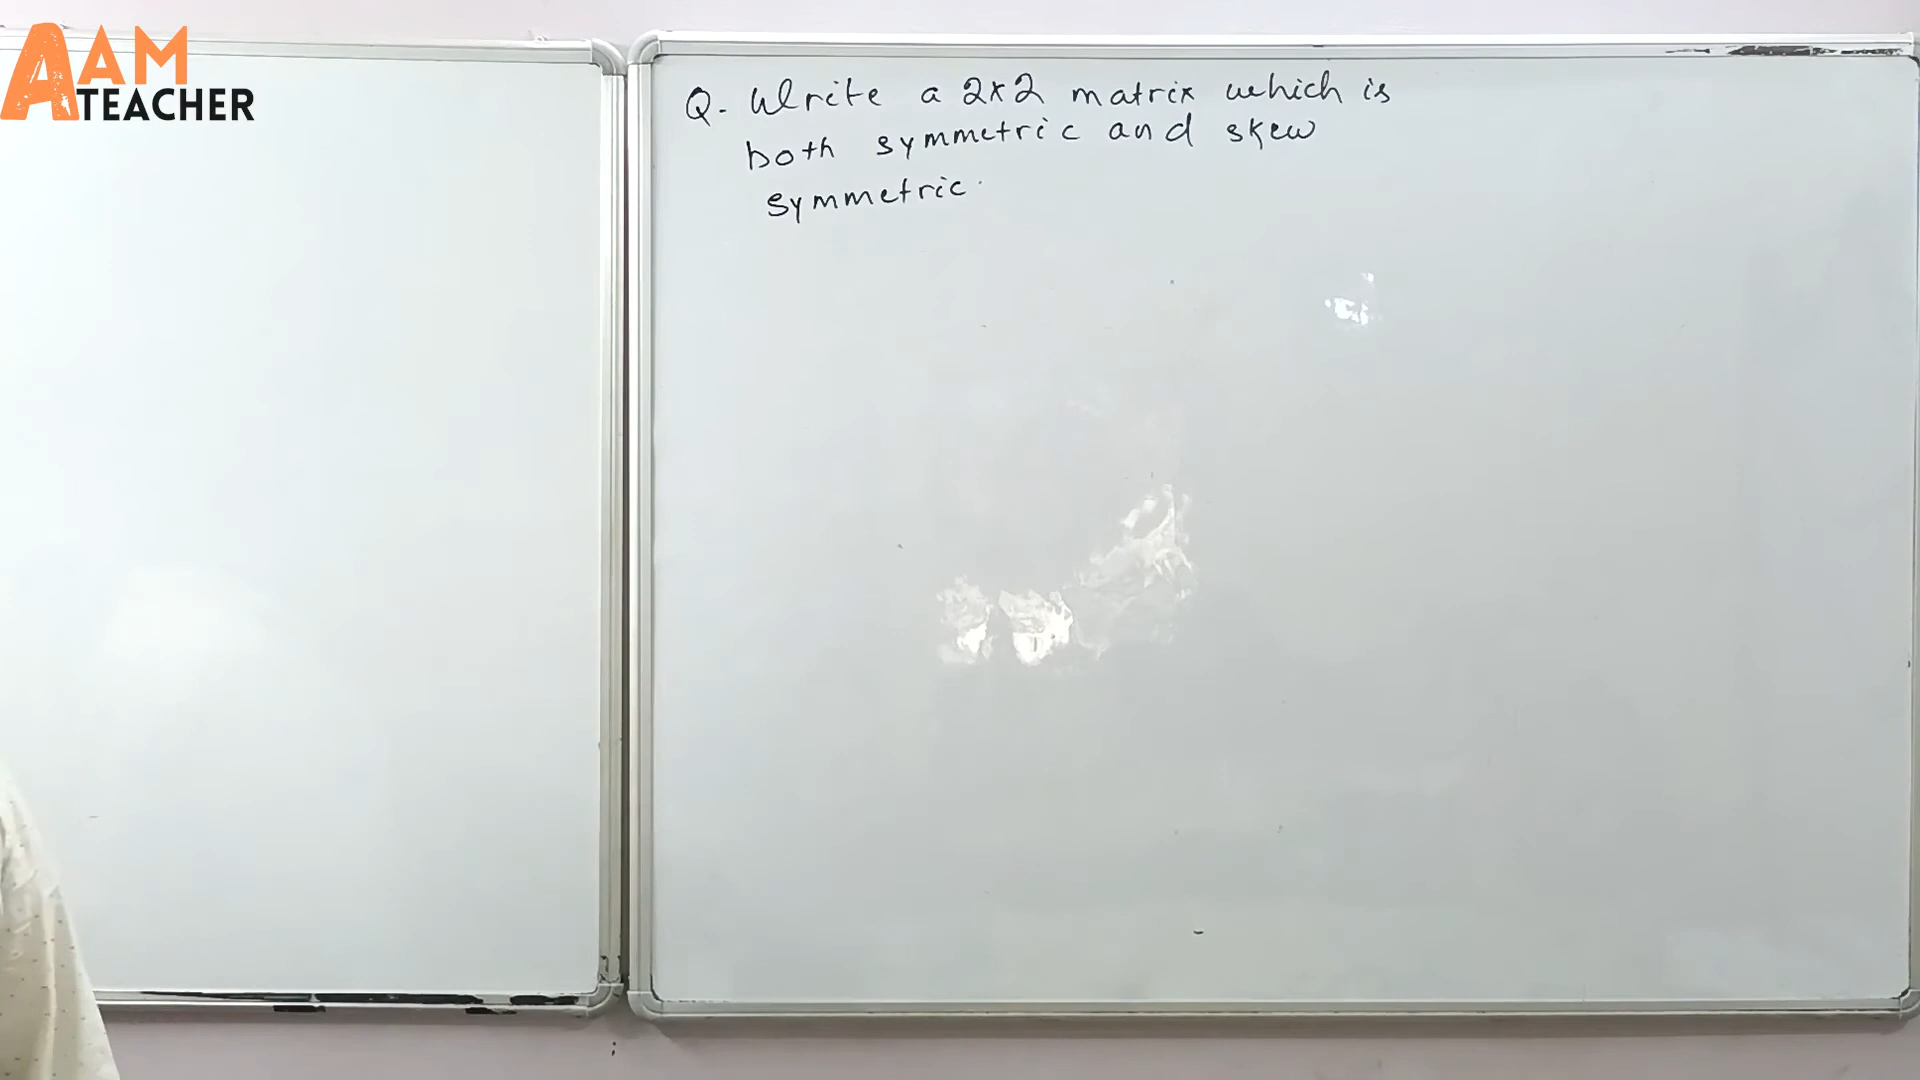 AAM
TEACHER
Q. Write a 2x2 matrix which is
both symmetric and skew
symmetric.